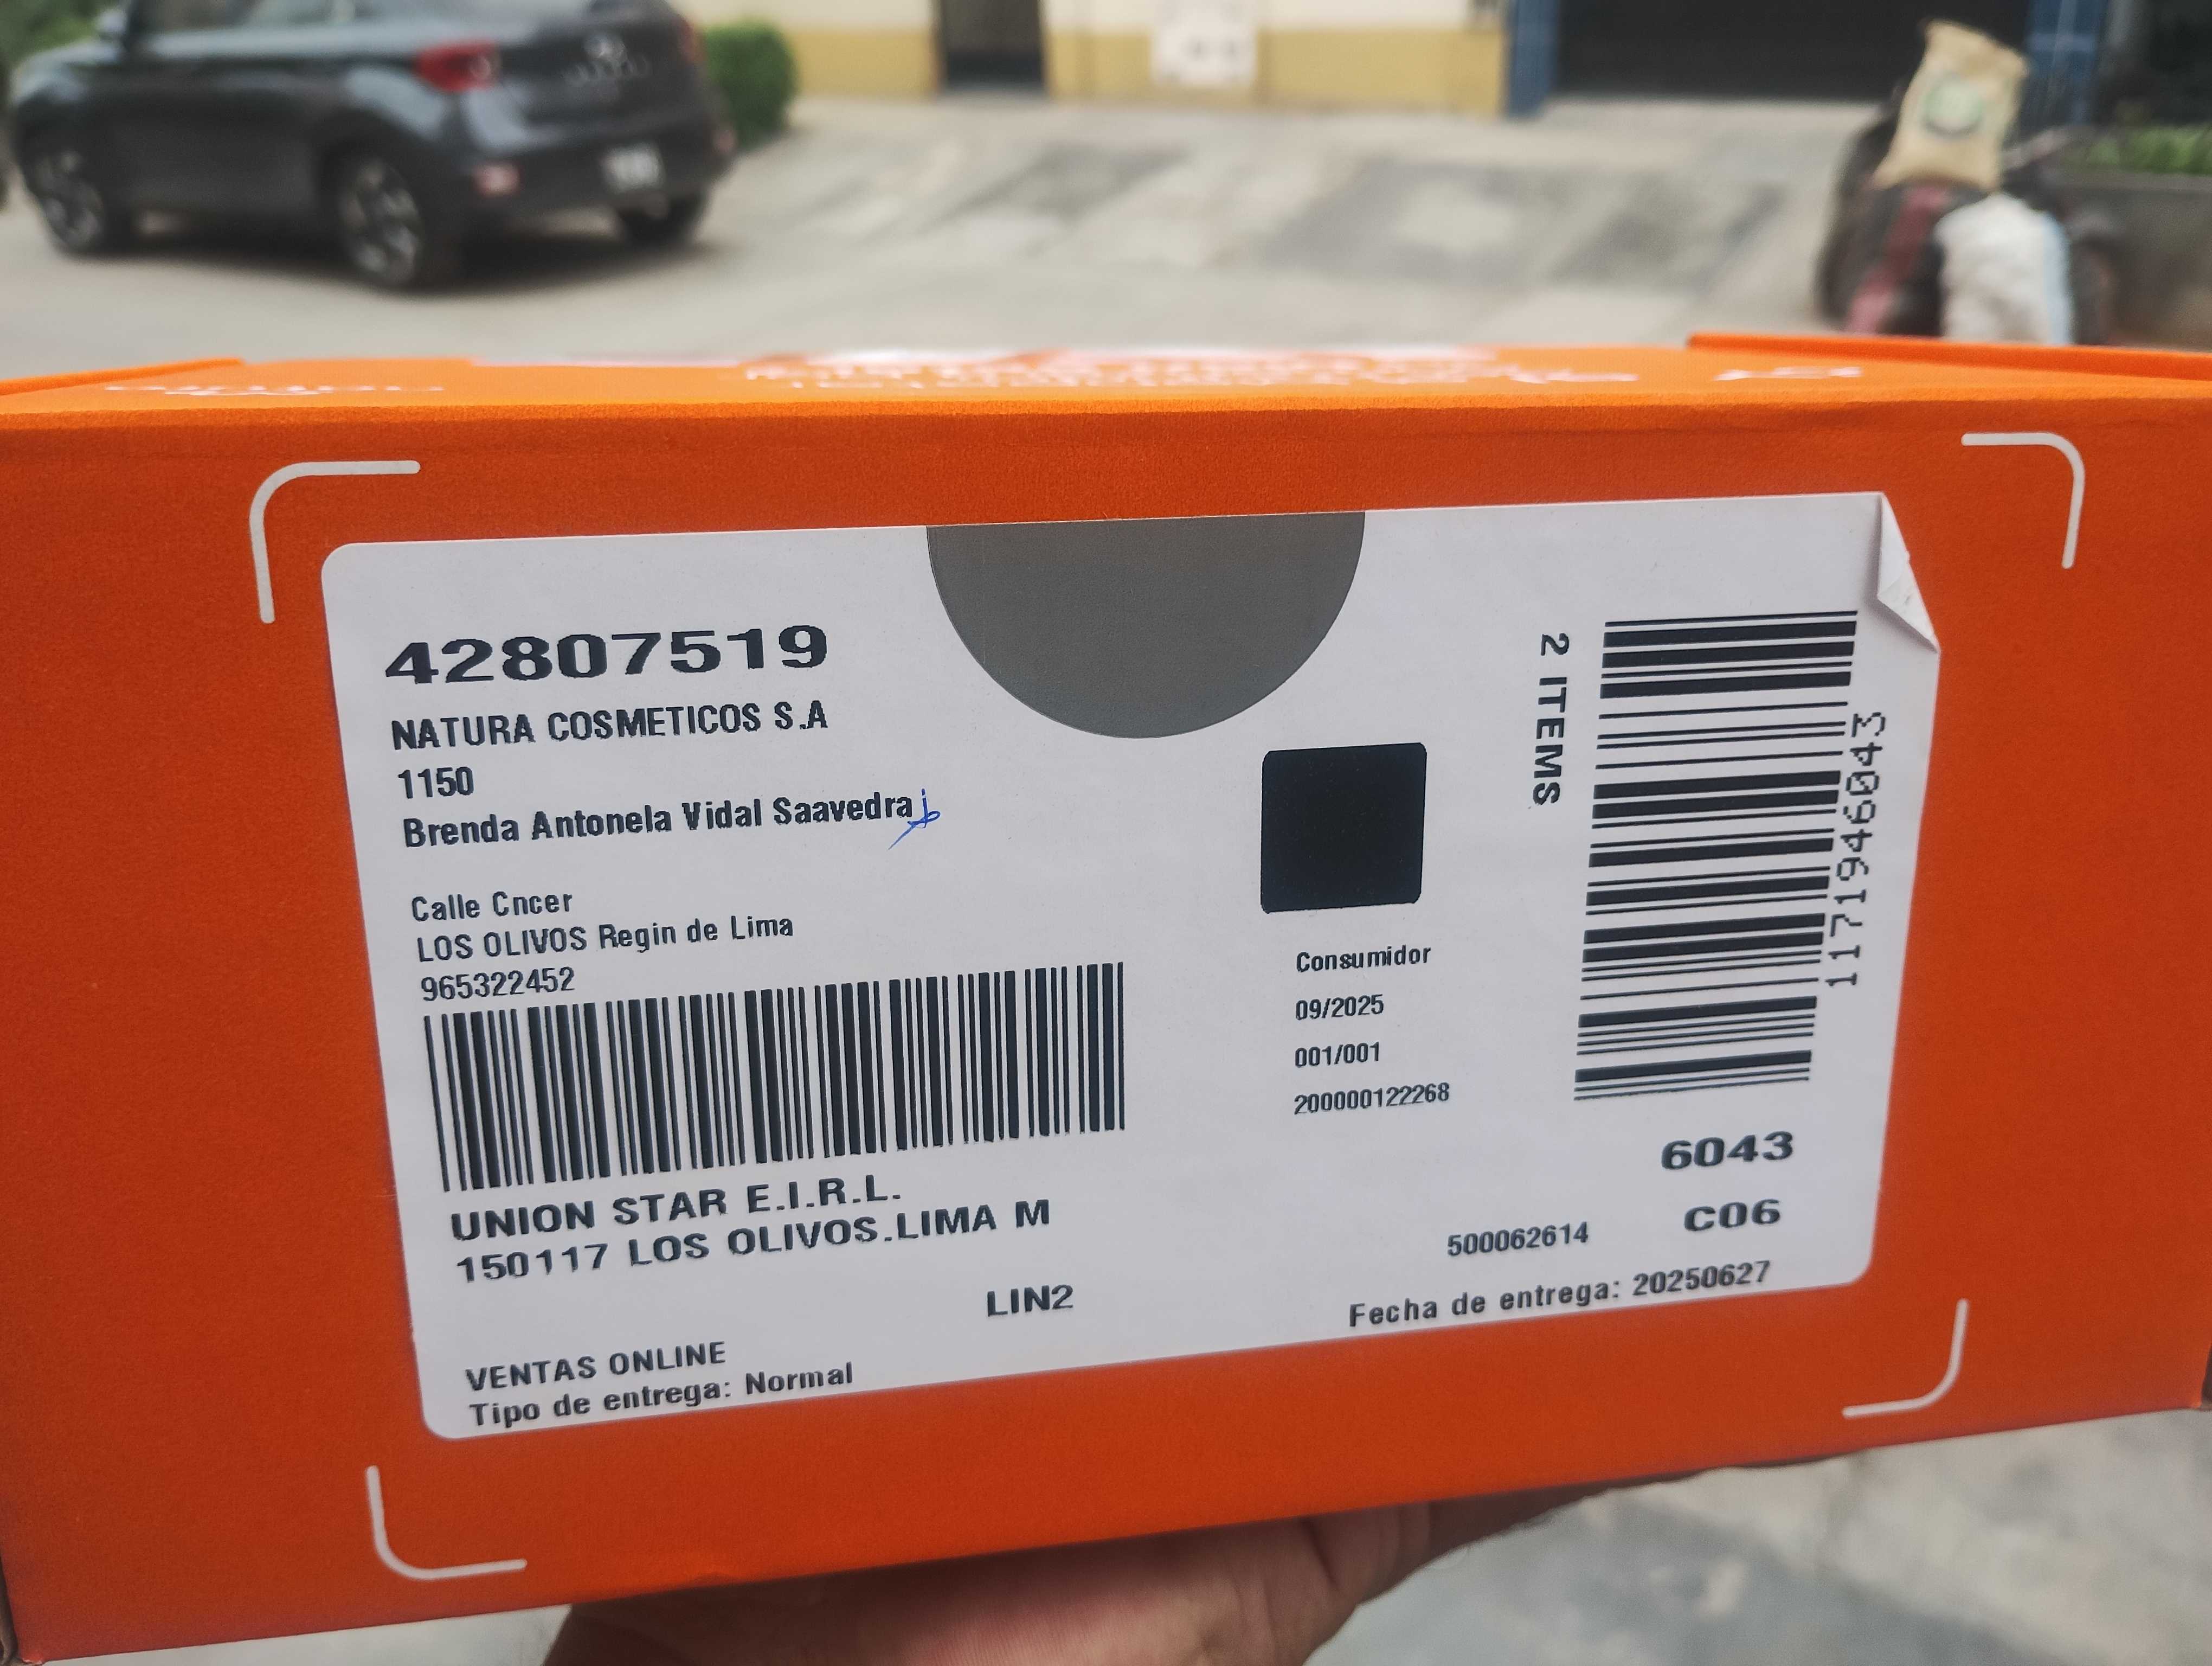 42807519
NATURA COSMETICOS S.A
1150
Brenda Antonela Vidal Saavedra
Calle Cncer
LOS OLIVOS Regin de Lima
965322452
UNION STAR E.I.R.L.
150117 LOS OLIVOS.LIMA M
LIN2
VENTAS ONLINE
Tipo de entrega: Normal
2 ITEMS
1171946043
Consumidor
09/2025
001/001
200000122268
6043
C06
500062614
Fecha de entrega: 20250627